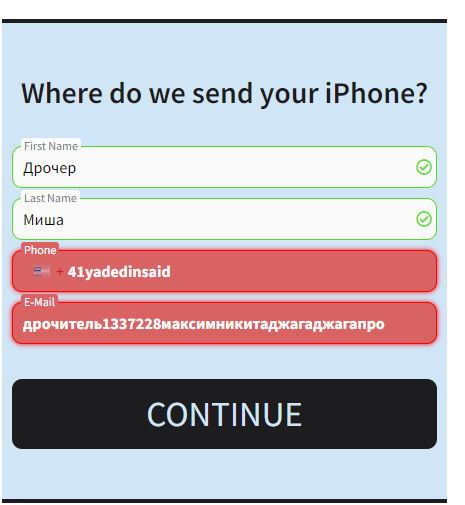 Where do we send your iPhone?
First Name
Дрочер
Last Name
Миша
Phone
+ 41yadedinsaid
E-Mail
дрочитель1337228максимникитаджагаджагапро
CONTINUE